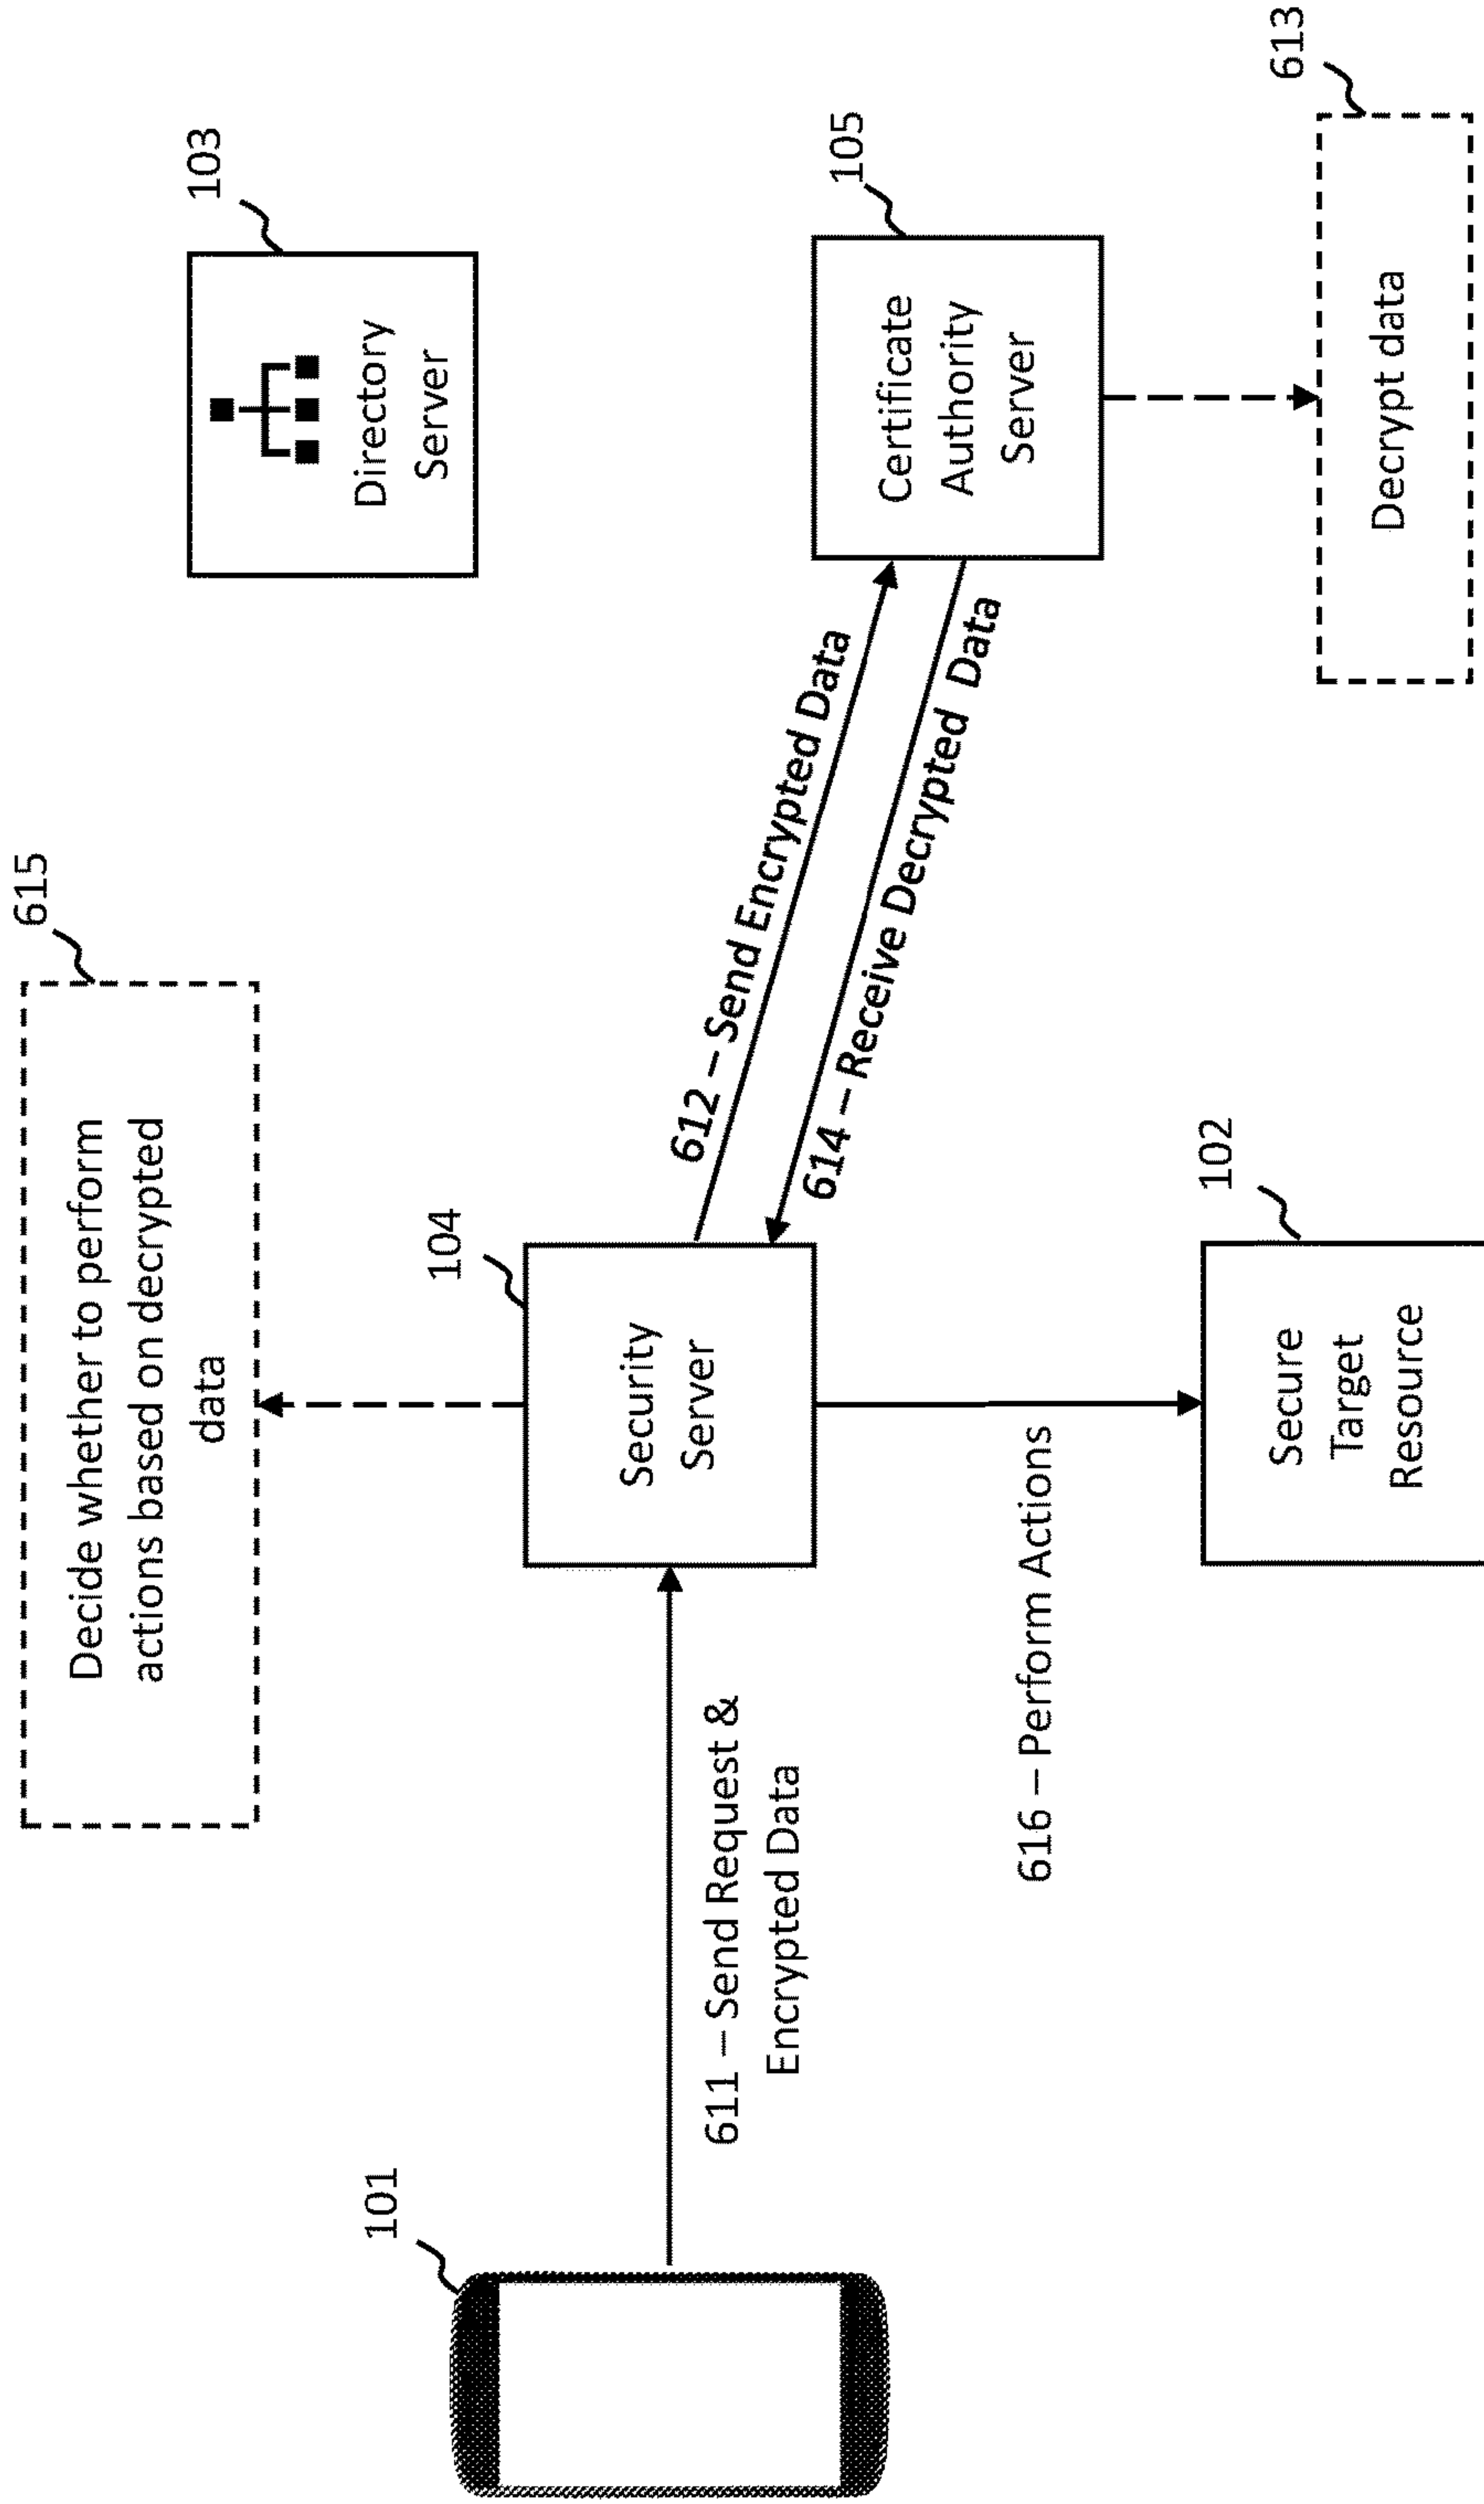 615
Decide whether to perform
actions based on decrypted
data
103
Directory
Server
101
104
Security
Server
611 – Send Request &
Encrypted Data
612 – Send Encrypted Data
614 – Receive Decrypted Data
105
Certificate
Authority
Server
616 – Perform Actions
102
Secure
Target
Resource
613
Decrypt data